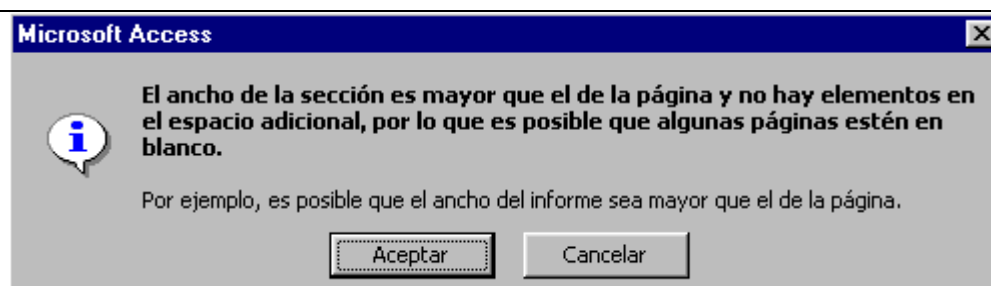 Microsoft Access
El ancho de la sección es mayor que el de la página y no hay elementos en
el espacio adicional, por lo que es posible que algunas páginas estén en
blanco.
Por ejemplo, es posible que el ancho del informe sea mayor que el de la página.
Aceptar
Cancelar